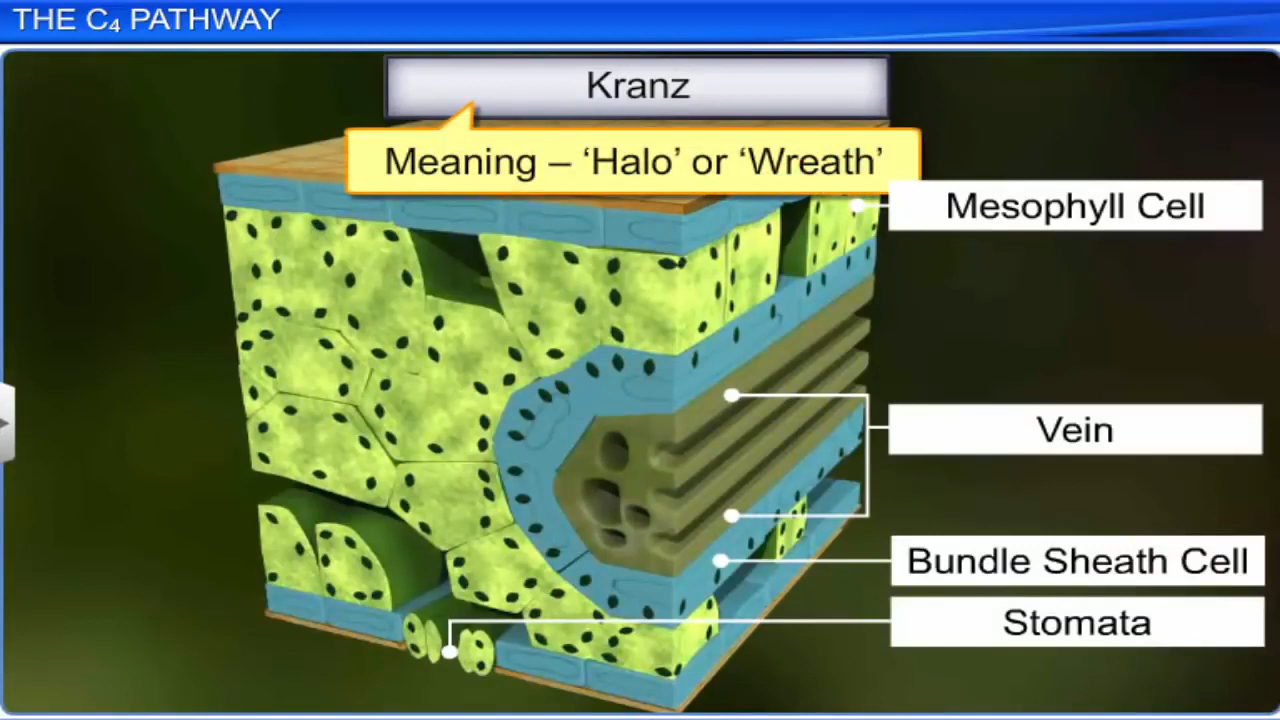 THE C₄ PATHWAY
Kranz
Meaning – ‘Halo’ or ‘Wreath’
Mesophyll Cell
Vein
Bundle Sheath Cell
Stomata